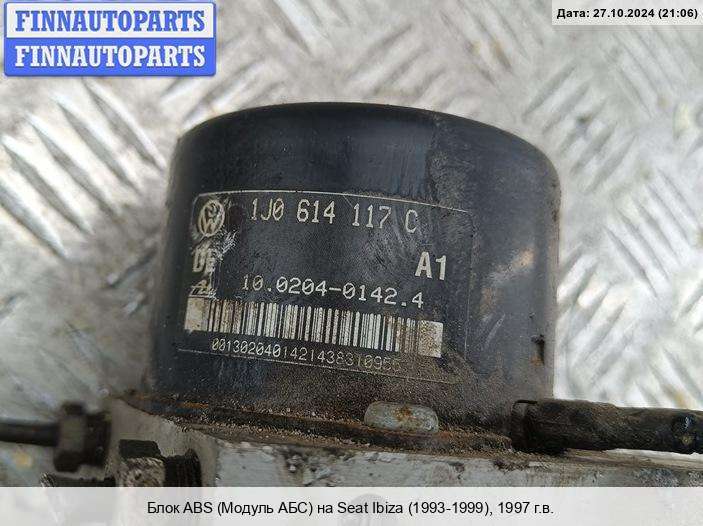 FINNAUTOPARTS
FINNAUTOPARTS
Дата: 27.10.2024 (21:06)
1J0 614 117 C
A1
10.0204-0142.4
Блок ABS (Модуль АБС) на Seat Ibiza (1993-1999), 1997 г.в.